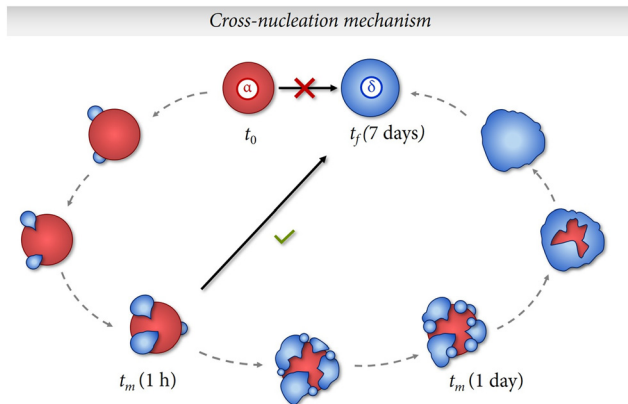 Cross-nucleation mechanism
α
δ
t0
tf (7 days)
tm (1 h)
tm (1 day)